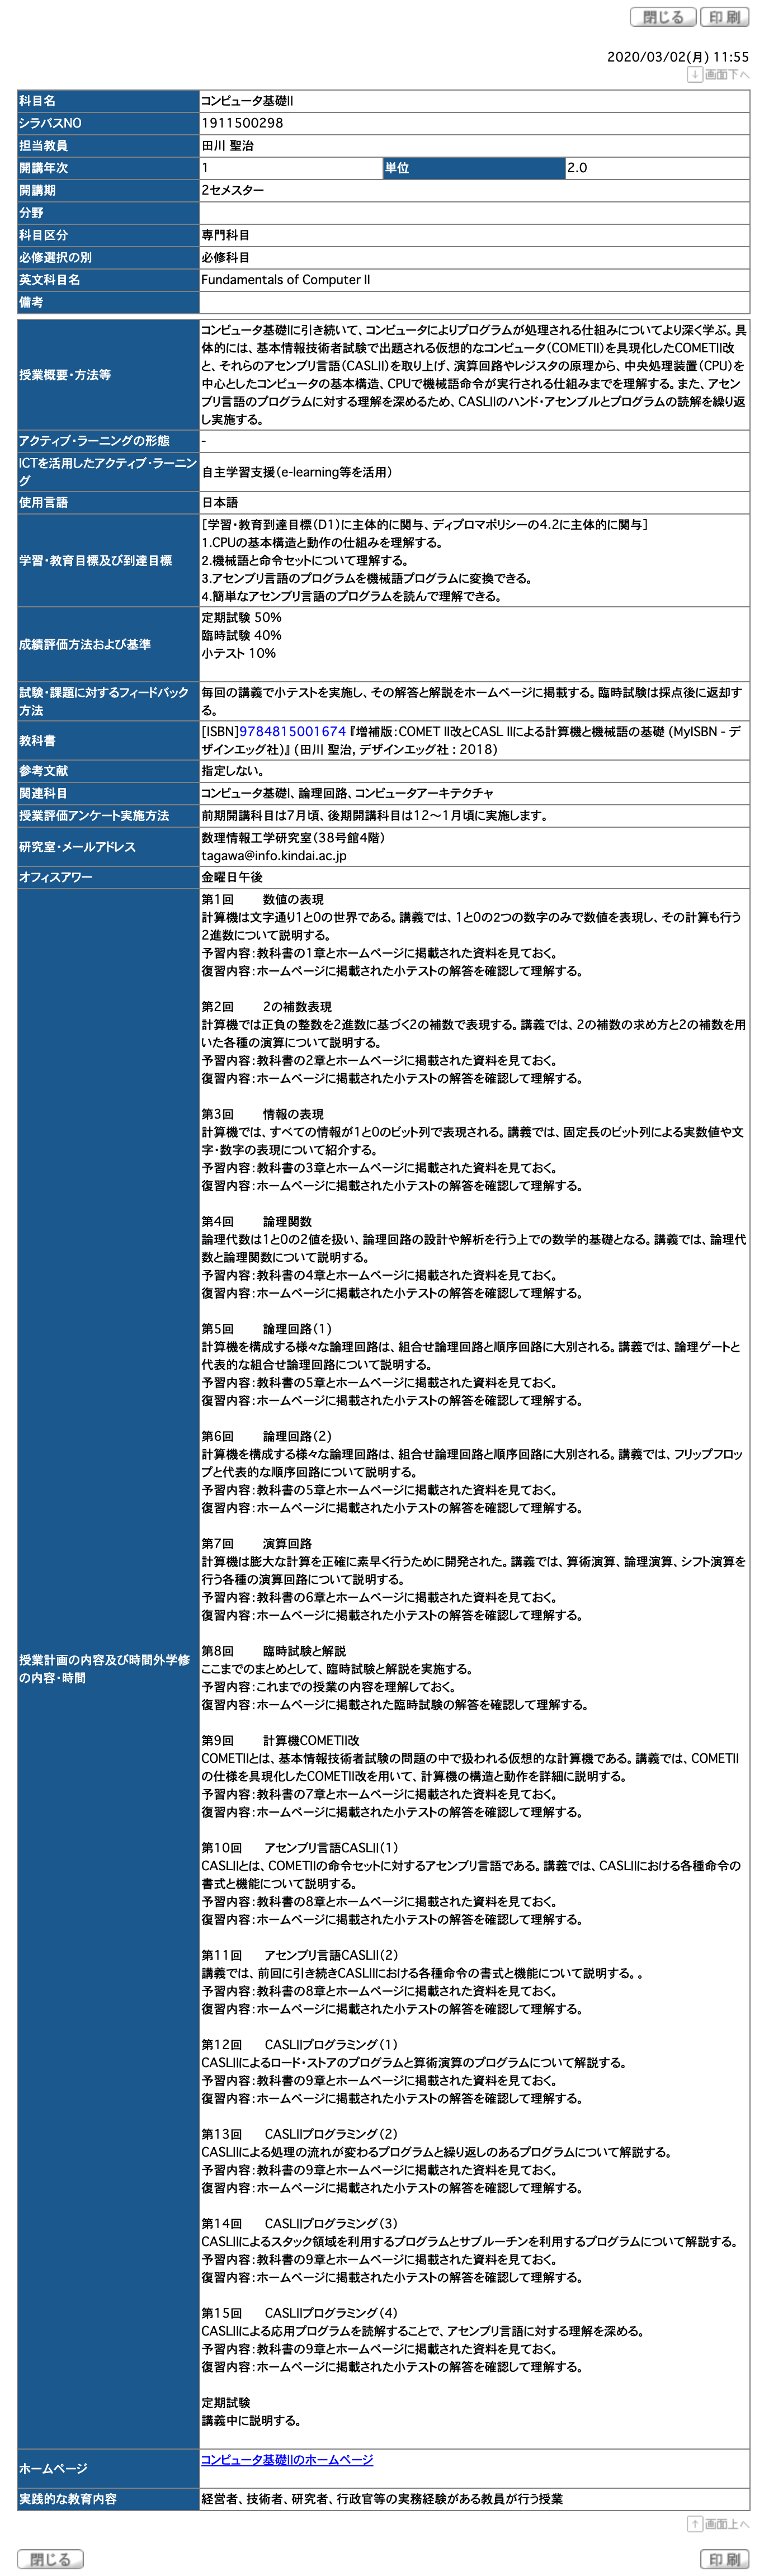 閉じる 印 刷
2020/03/02(月) 11:55
↓ 画面下へ
科目名 コンピュータ基礎II
シラバスNO 1911500298
担当教員 田川 聖治
開講年次 1 単位 2.0
開講期 2セメスター
分野
科目区分 専門科目
必修選択の別 必修科目
英文科目名 Fundamentals of Computer II
備考
授業概要・方法等
コンピュータ基礎Iに引き続いて、コンピュータによりプログラムが処理される仕組みについてより深く学ぶ。具
体的には、基本情報技術者試験で出題される仮想的なコンピュータ(COMETII)を具現化したCOMETII改
と、それらのアセンブリ言語(CASLII)を取り上げ、演算回路やレジスタの原理から、中央処理装置(CPU)を
中心としたコンピュータの基本構造、CPUで機械語命令が実行される仕組みまでを理解する。また、アセン
ブリ言語のプログラムに対する理解を深めるため、CASLIIのハンド・アセンブルとプログラムの読解を繰り返
し実施する。
アクティブ・ラーニングの形態 -
ICTを活用したアクティブ・ラーニン
グ
自主学習支援(e-learning等を活用)
使用言語 日本語
学習・教育目標及び到達目標
[学習・教育到達目標(D1)に主体的に関与、ディプロマポリシーの4.2に主体的に関与]
1.CPUの基本構造と動作の仕組みを理解する。
2.機械語と命令セットについて理解する。
3.アセンブリ言語のプログラムを機械語プログラムに変換できる。
4.簡単なアセンブリ言語のプログラムを読んで理解できる。
成績評価方法および基準
定期試験 50%
臨時試験 40%
小テスト 10%
試験・課題に対するフィードバック
方法
毎回の講義で小テストを実施し、その解答と解説をホームページに掲載する。臨時試験は採点後に返却す
る。
教科書
[ISBN]9784815001674 『増補版:COMET II改とCASL IIによる計算機と機械語の基礎 (MyISBN - デ
ザインエッグ社)』 (田川 聖治, デザインエッグ社 : 2018)
参考文献 指定しない。
関連科目 コンピュータ基礎I、論理回路、コンピュータアーキテクチャ
授業評価アンケート実施方法 前期開講科目は7月頃、後期開講科目は12~1月頃に実施します。
研究室・メールアドレス
数理情報工学研究室(38号館4階)
tagawa@info.kindai.ac.jp
オフィスアワー 金曜日午後
授業計画の内容及び時間外学修
の内容・時間
第1回 数値の表現
計算機は文字通り1と0の世界である。講義では、1と0の2つの数字のみで数値を表現し、その計算も行う
2進数について説明する。
予習内容:教科書の1章とホームページに掲載された資料を見ておく。
復習内容:ホームページに掲載された小テストの解答を確認して理解する。
第2回 2の補数表現
計算機では正負の整数を2進数に基づく2の補数で表現する。講義では、2の補数の求め方と2の補数を用
いた各種の演算について説明する。
予習内容:教科書の2章とホームページに掲載された資料を見ておく。
復習内容:ホームページに掲載された小テストの解答を確認して理解する。
第3回 情報の表現
計算機では、すべての情報が1と0のビット列で表現される。講義では、固定長のビット列による実数値や文
字・数字の表現について紹介する。
予習内容:教科書の3章とホームページに掲載された資料を見ておく。
復習内容:ホームページに掲載された小テストの解答を確認して理解する。
第4回 論理関数
論理代数は1と0の2値を扱い、論理回路の設計や解析を行う上での数学的基礎となる。講義では、論理代
数と論理関数について説明する。
予習内容:教科書の4章とホームページに掲載された資料を見ておく。
復習内容:ホームページに掲載された小テストの解答を確認して理解する。
第5回 論理回路(1)
計算機を構成する様々な論理回路は、組合せ論理回路と順序回路に大別される。講義では、論理ゲートと
代表的な組合せ論理回路について説明する。
予習内容:教科書の5章とホームページに掲載された資料を見ておく。
復習内容:ホームページに掲載された小テストの解答を確認して理解する。
第6回 論理回路(2)
計算機を構成する様々な論理回路は、組合せ論理回路と順序回路に大別される。講義では、フリップフロッ
プと代表的な順序回路について説明する。
予習内容:教科書の5章とホームページに掲載された資料を見ておく。
復習内容:ホームページに掲載された小テストの解答を確認して理解する。
第7回 演算回路
計算機は膨大な計算を正確に素早く行うために開発された。講義では、算術演算、論理演算、シフト演算を
行う各種の演算回路について説明する。
予習内容:教科書の6章とホームページに掲載された資料を見ておく。
復習内容:ホームページに掲載された小テストの解答を確認して理解する。
第8回 臨時試験と解説
ここまでのまとめとして、臨時試験と解説を実施する。
予習内容:これまでの授業の内容を理解しておく。
復習内容:ホームページに掲載された臨時試験の解答を確認して理解する。
第9回 計算機COMETII改
COMETIIとは、基本情報技術者試験の問題の中で扱われる仮想的な計算機である。講義では、COMETII
の仕様を具現化したCOMETII改を用いて、計算機の構造と動作を詳細に説明する。
予習内容:教科書の7章とホームページに掲載された資料を見ておく。
復習内容:ホームページに掲載された小テストの解答を確認して理解する。
第10回 アセンブリ言語CASLII(1)
CASLIIとは、COMETIIの命令セットに対するアセンブリ言語である。講義では、CASLIIにおける各種命令の
書式と機能について説明する。
予習内容:教科書の8章とホームページに掲載された資料を見ておく。
復習内容:ホームページに掲載された小テストの解答を確認して理解する。
第11回 アセンブリ言語CASLII(2)
講義では、前回に引き続きCASLIIにおける各種命令の書式と機能について説明する。。
予習内容:教科書の8章とホームページに掲載された資料を見ておく。
復習内容:ホームページに掲載された小テストの解答を確認して理解する。
第12回 CASLIIプログラミング(1)
CASLIIによるロード・ストアのプログラムと算術演算のプログラムについて解説する。
予習内容:教科書の9章とホームページに掲載された資料を見ておく。
復習内容:ホームページに掲載された小テストの解答を確認して理解する。
第13回 CASLIIプログラミング(2)
CASLIIによる処理の流れが変わるプログラムと繰り返しのあるプログラムについて解説する。
予習内容:教科書の9章とホームページに掲載された資料を見ておく。
復習内容:ホームページに掲載された小テストの解答を確認して理解する。
第14回 CASLIIプログラミング(3)
CASLIIによるスタック領域を利用するプログラムとサブルーチンを利用するプログラムについて解説する。
予習内容:教科書の9章とホームページに掲載された資料を見ておく。
復習内容:ホームページに掲載された小テストの解答を確認して理解する。
第15回 CASLIIプログラミング(4)
CASLIIによる応用プログラムを読解することで、アセンブリ言語に対する理解を深める。
予習内容:教科書の9章とホームページに掲載された資料を見ておく。
復習内容:ホームページに掲載された小テストの解答を確認して理解する。
定期試験
講義中に説明する。
ホームページ コンピュータ基礎IIのホームページ
実践的な教育内容 経営者、技術者、研究者、行政官等の実務経験がある教員が行う授業
↑ 画面上へ
閉じる 印 刷